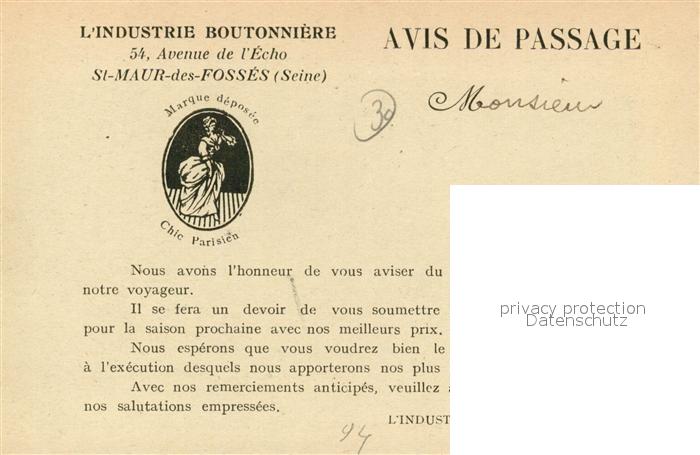 L'INDUSTRIE BOUTONNIÈRE
54, Avenue de l'Écho
St-MAUR-des-FOSSÉS (Seine)
AVIS DE PASSAGE
30
Monsieur
Marque déposée
Chic Parisien
Nous avons l'honneur de vous aviser du
notre voyageur.
Il se fera un devoir de vous soumettre
pour la saison prochaine avec nos meilleurs prix.
Nous espérons que vous voudrez bien le
à l'exécution desquels nous apporterons nos plus
Avec nos remerciements anticipés, veuillez
nos salutations empressées.
L'INDUST
94
privacy protection
Datenschutz